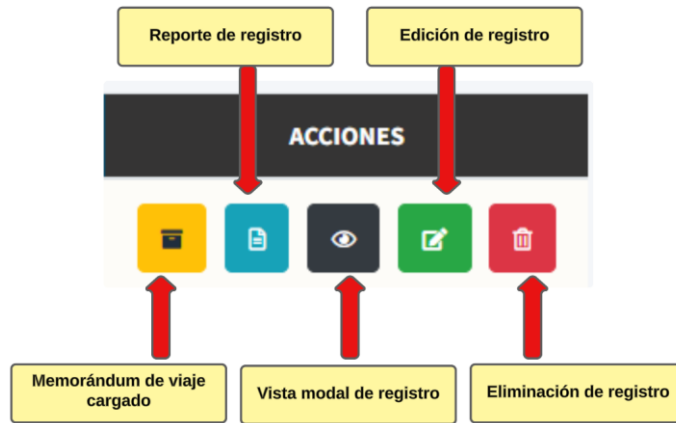 Reporte de registro
Edición de registro
ACCIONES
Memorándum de viaje
cargado
Vista modal de registro
Eliminación de registro